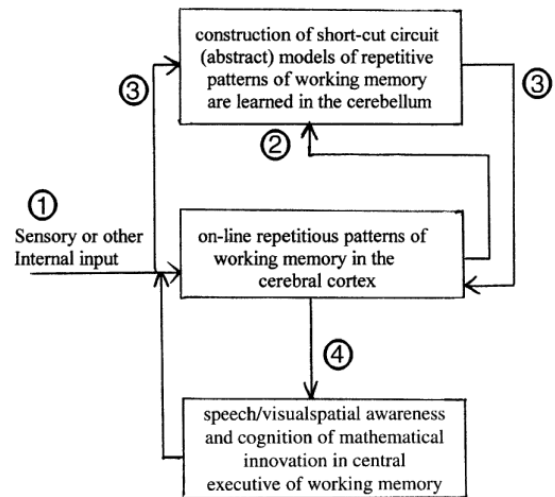 construction of short-cut circuit
(abstract) models of repetitive
patterns of working memory
are learned in the cerebellum
③
③
②
①
Sensory or other
Internal input
on-line repetitious patterns of
working memory in the
cerebral cortex
④
speech/visualspatial awareness
and cognition of mathematical
innovation in central
executive of working memory